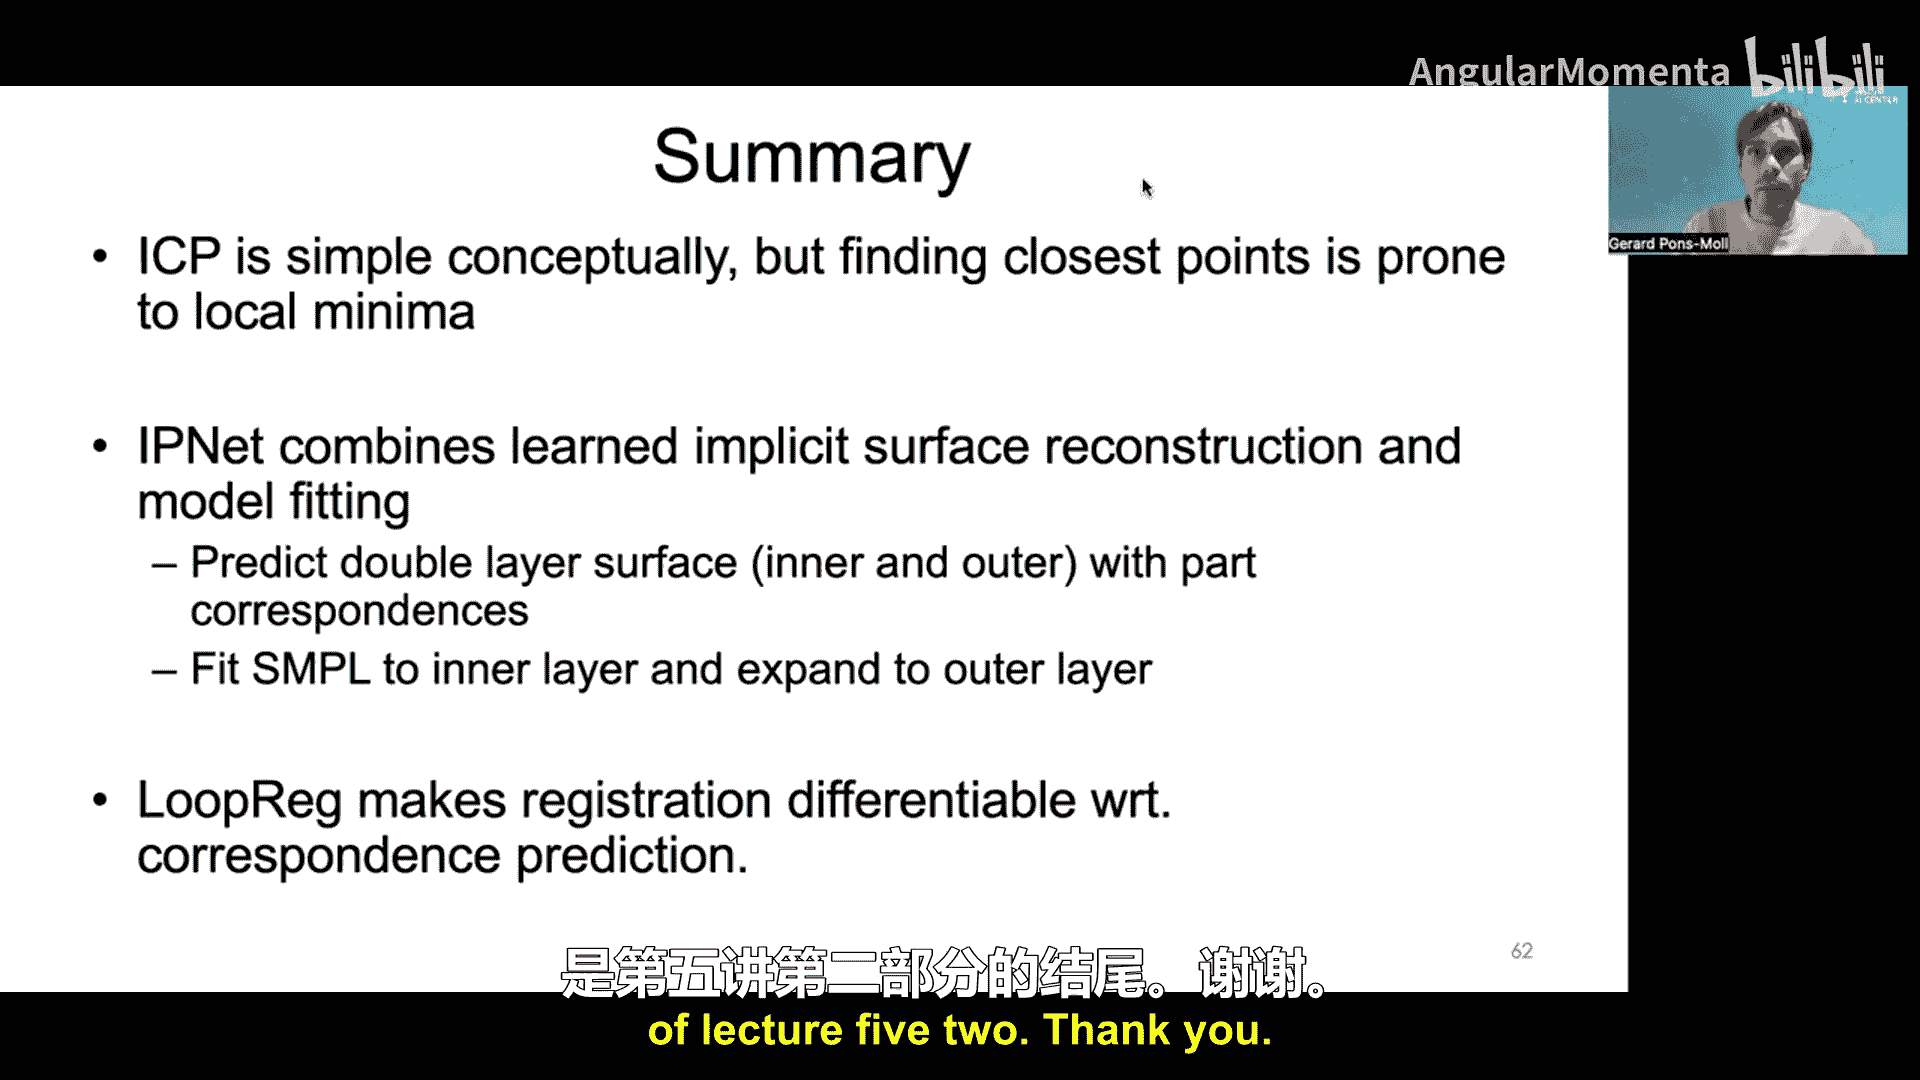 AngularMomenta bilibili
Summary
• ICP is simple conceptually, but finding closest points is prone
to local minima
• IPNet combines learned implicit surface reconstruction and
model fitting
– Predict double layer surface (inner and outer) with part
correspondences
– Fit SMPL to inner layer and expand to outer layer
• LoopReg makes registration differentiable wrt.
correspondence prediction.
Gerard Pons-Moll
AI CENTER
62
是第五讲第二部分的结尾。谢谢。
of lecture five two. Thank you.